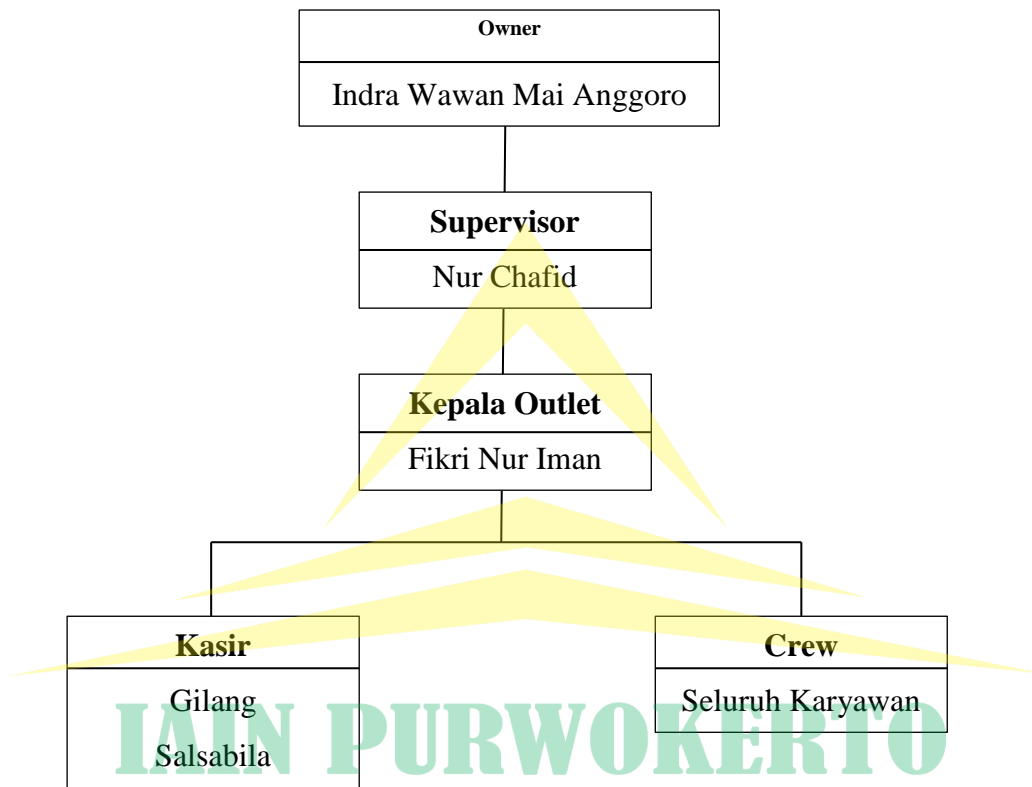 Owner
Indra Wawan Mai Anggoro
Supervisor
Nur Chafid
Kepala Outlet
Fikri Nur Iman
Kasir
Gilang
Salsabila
Crew
Seluruh Karyawan
IAIN PURWOKERTO